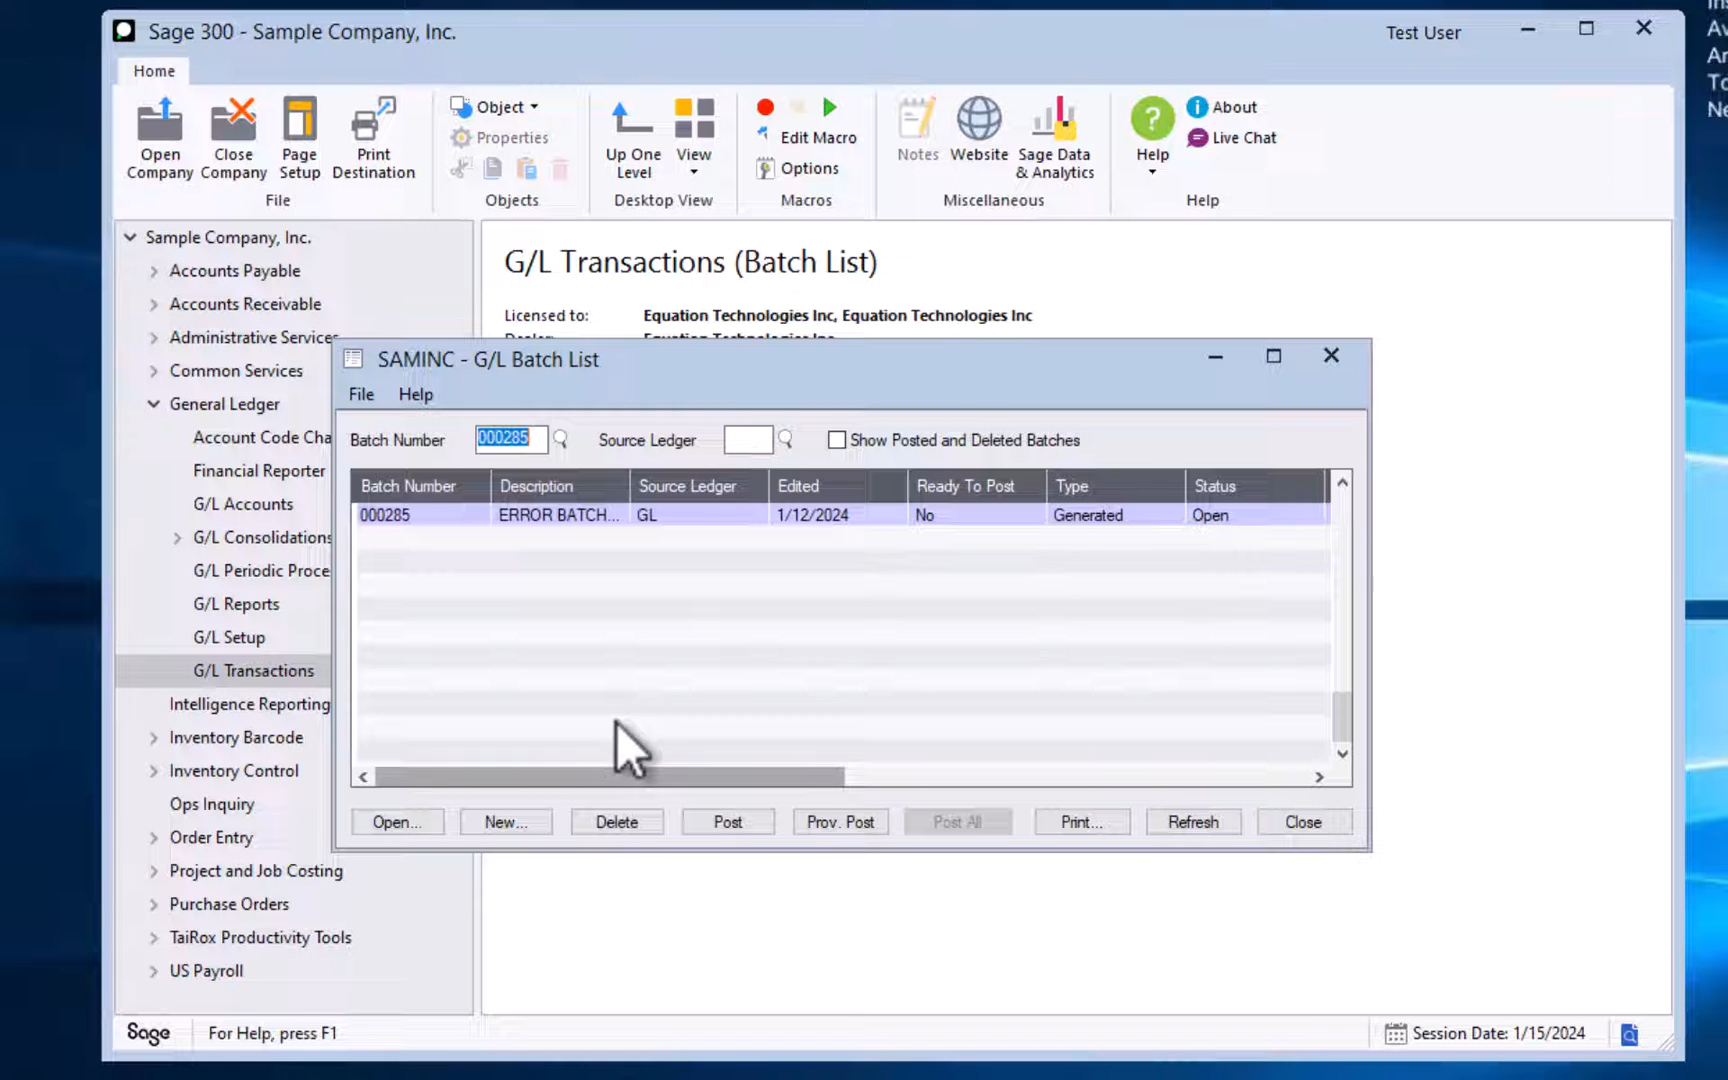 Sage 300 - Sample Company, Inc.
Test User
Home
Open Company
Close Company
Page Setup
Print Destination
File
Object
Properties
Objects
Up One Level
View
Desktop View
Edit Macro
Options
Macros
Notes
Website
Sage Data & Analytics
Miscellaneous
Help
About
Live Chat
Help
Sample Company, Inc.
Accounts Payable
Accounts Receivable
Administrative Services
Common Services
General Ledger
Account Code Cha
Financial Reporter
G/L Accounts
G/L Consolidations
G/L Periodic Proce
G/L Reports
G/L Setup
G/L Transactions
Intelligence Reporting
Inventory Barcode
Inventory Control
Ops Inquiry
Order Entry
Project and Job Costing
Purchase Orders
TaiRox Productivity Tools
US Payroll
G/L Transactions (Batch List)
Licensed to: Equation Technologies Inc, Equation Technologies Inc
SAMINC - G/L Batch List
File Help
Batch Number 000285 Source Ledger Show Posted and Deleted Batches
Batch Number Description Source Ledger Edited Ready To Post Type Status
000285 ERROR BATCH... GL 1/12/2024 No Generated Open
Open... New... Delete Post Prov. Post Post All Print... Refresh Close
Sage For Help, press F1
Session Date: 1/15/2024